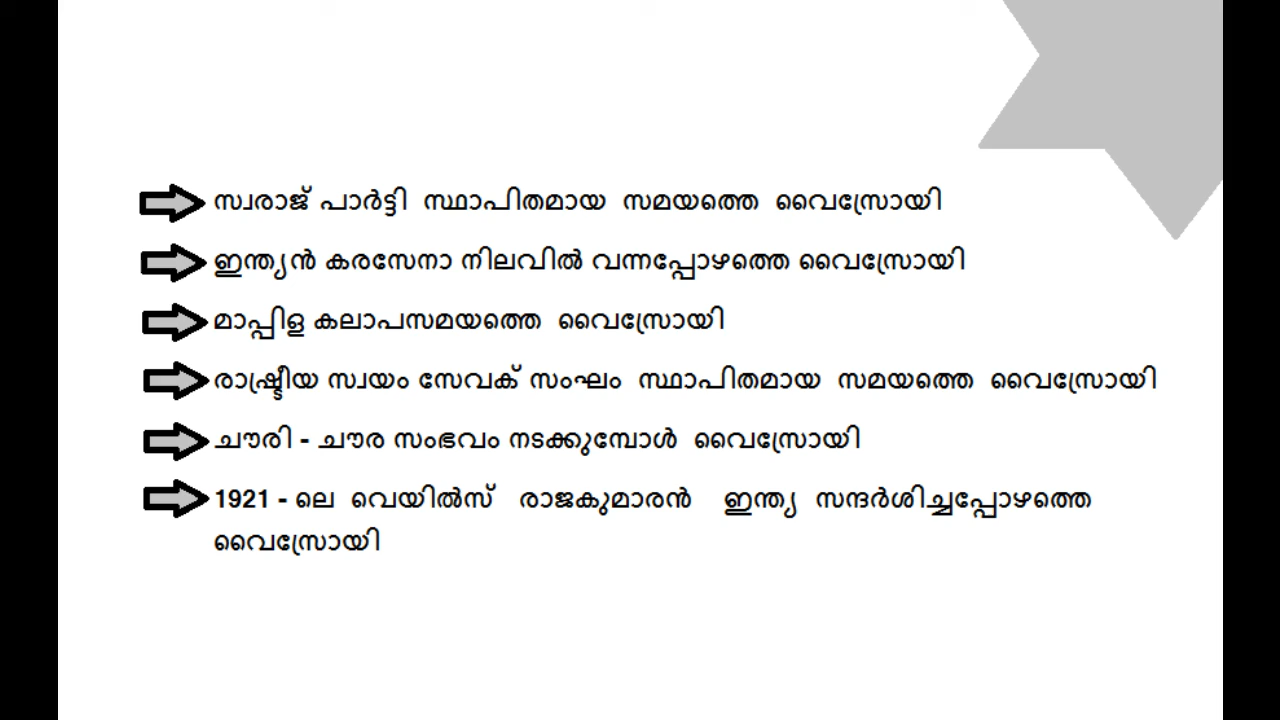 സ്വരാജ് പാർട്ടി സ്ഥാപിതമായ സമയത്തെ വൈസ്രോയി
ഇന്ത്യൻ കരസേനാ നിലവിൽ വന്നപ്പോഴത്തെ വൈസ്രോയി
മാപ്പിള കലാപസമയത്തെ വൈസ്രോയി
രാഷ്ട്രീയ സ്വയം സേവക് സംഘം സ്ഥാപിതമായ സമയത്തെ വൈസ്രോയി
ചൗരി - ചൗര സംഭവം നടക്കുമ്പോൾ വൈസ്രോയി
1921 - ലെ വെയിൽസ് രാജകുമാരൻ ഇന്ത്യ സന്ദർശിച്ചപ്പോഴത്തെ
വൈസ്രോയി